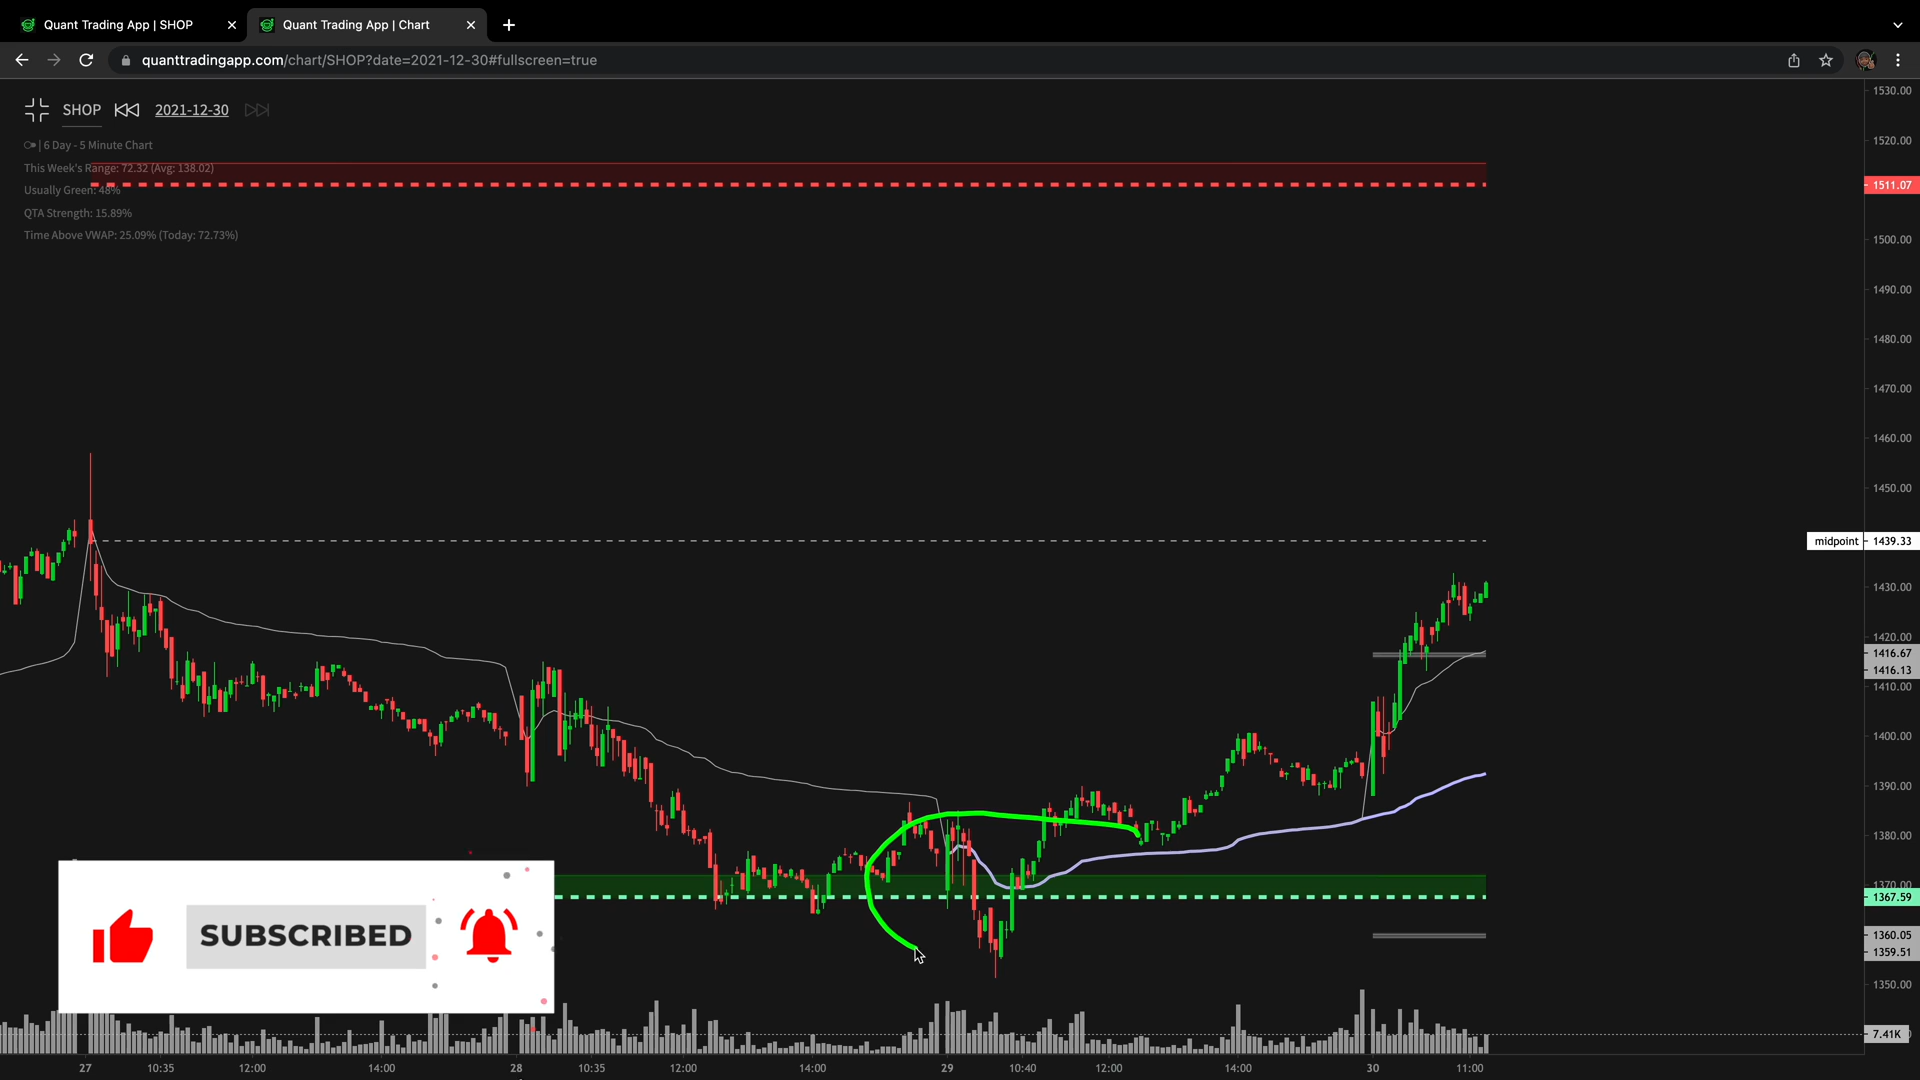 Quant Trading App | SHOP
Quant Trading App | Chart
quanttradingapp.com/chart/SHOP?date=2021-12-30#fullscreen=true
SHOP 2021-12-30
| 6 Day - 5 Minute Chart
This Week's Range: 72.32 (Avg: 138.02)
Usually Green: 48%
QTA Strength: 15.89%
Time Above VWAP: 25.09% (Today: 72.73%)
1530.00
1520.00
1511.07
1500.00
1490.00
1480.00
1470.00
1460.00
1450.00
midpoint 1439.33
1430.00
1420.00
1416.67
1416.13
1410.00
1400.00
1390.00
1380.00
1370.00
1367.59
1360.05
1359.51
1350.00
7.41K
SUBSCRIBED
27 10:35 12:00 14:00 28 10:35 12:00 14:00 29 10:40 12:00 14:00 30 11:00